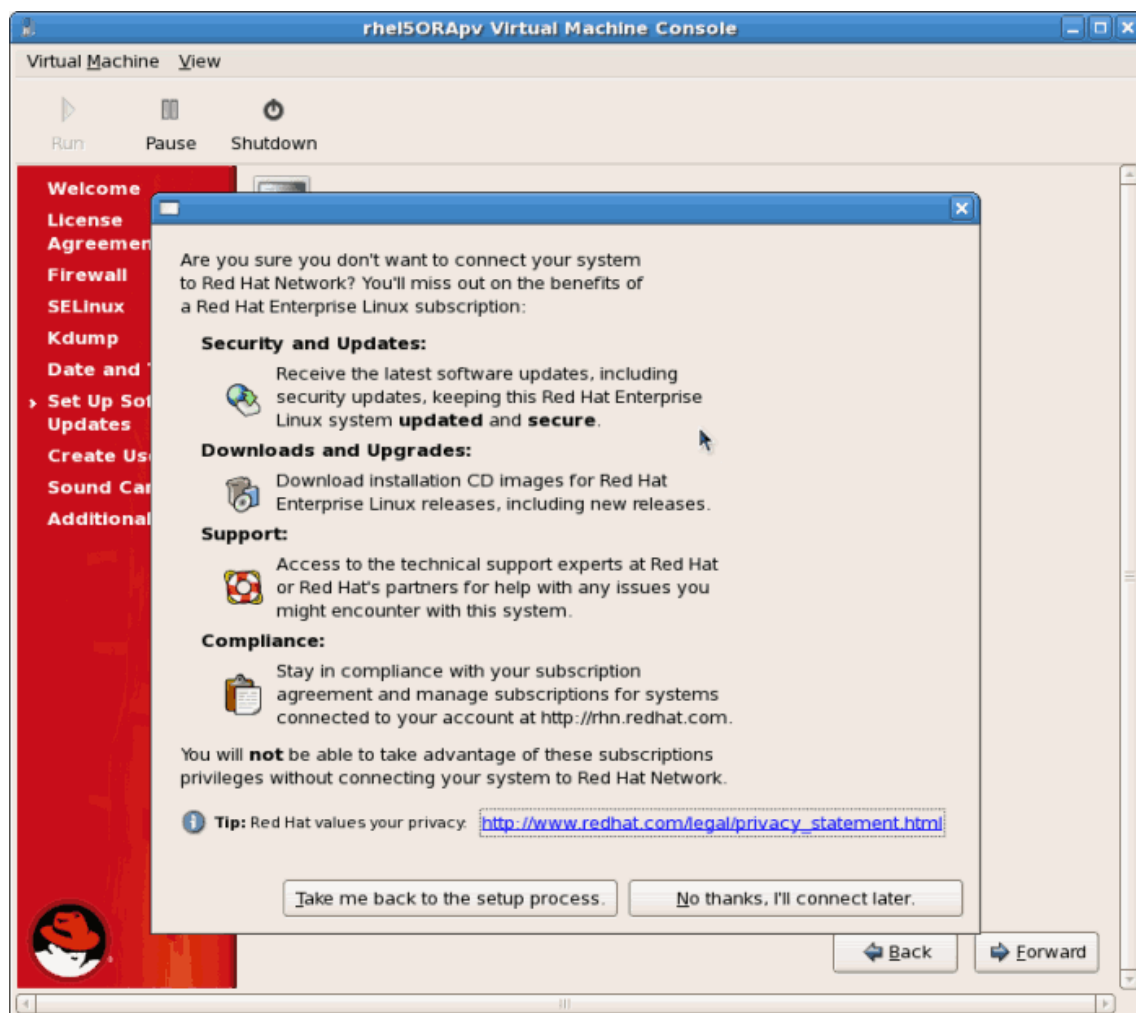 rhel5ORApv Virtual Machine Console
Virtual Machine View
Run Pause Shutdown
Welcome
License
Agreemen
Firewall
SELinux
Kdump
Date and
Set Up Sof
Updates
Create Us
Sound Car
Additional
Are you sure you don't want to connect your system
to Red Hat Network? You'll miss out on the benefits of
a Red Hat Enterprise Linux subscription:
Security and Updates:
Receive the latest software updates, including
security updates, keeping this Red Hat Enterprise
Linux system updated and secure.
Downloads and Upgrades:
Download installation CD images for Red Hat
Enterprise Linux releases, including new releases.
Support:
Access to the technical support experts at Red Hat
or Red Hat's partners for help with any issues you
might encounter with this system.
Compliance:
Stay in compliance with your subscription
agreement and manage subscriptions for systems
connected to your account at http://rhn.redhat.com.
You will not be able to take advantage of these subscriptions
privileges without connecting your system to Red Hat Network.
Tip: Red Hat values your privacy: http://www.redhat.com/legal/privacy_statement.html
Take me back to the setup process. No thanks, I'll connect later.
Back Forward